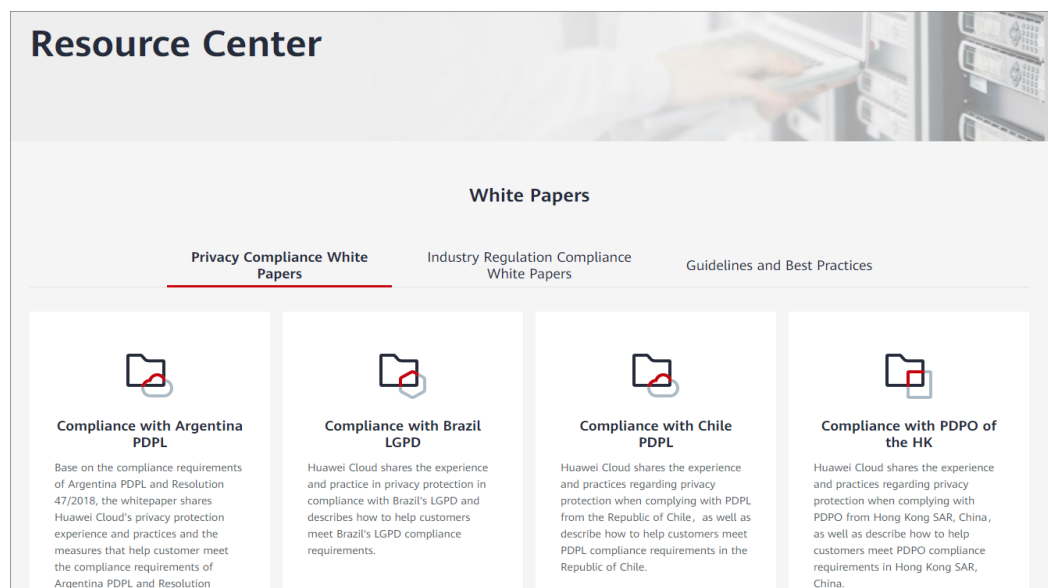 Resource Center
White Papers
Privacy Compliance White
Papers
Industry Regulation Compliance
White Papers
Guidelines and Best Practices
Compliance with Argentina
PDPL
Base on the compliance requirements
of Argentina PDPL and Resolution
47/2018, the whitepaper shares
Huawei Cloud's privacy protection
experience and practices and the
measures that help customer meet
the compliance requirements of
Argentina PDPL and Resolution
Compliance with Brazil
LGPD
Huawei Cloud shares the experience
and practice in privacy protection in
compliance with Brazil's LGPD and
describes how to help customers
meet Brazil's LGPD compliance
requirements.
Compliance with Chile
PDPL
Huawei Cloud shares the experience
and practices regarding privacy
protection when complying with PDPL
from the Republic of Chile，as well as
describe how to help customers meet
PDPL compliance requirements in the
Republic of Chile.
Compliance with PDPO of
the HK
Huawei Cloud shares the experience
and practices regarding privacy
protection when complying with
PDPO from Hong Kong SAR, China，
as well as describe how to help
customers meet PDPO compliance
requirements in Hong Kong SAR,
China.